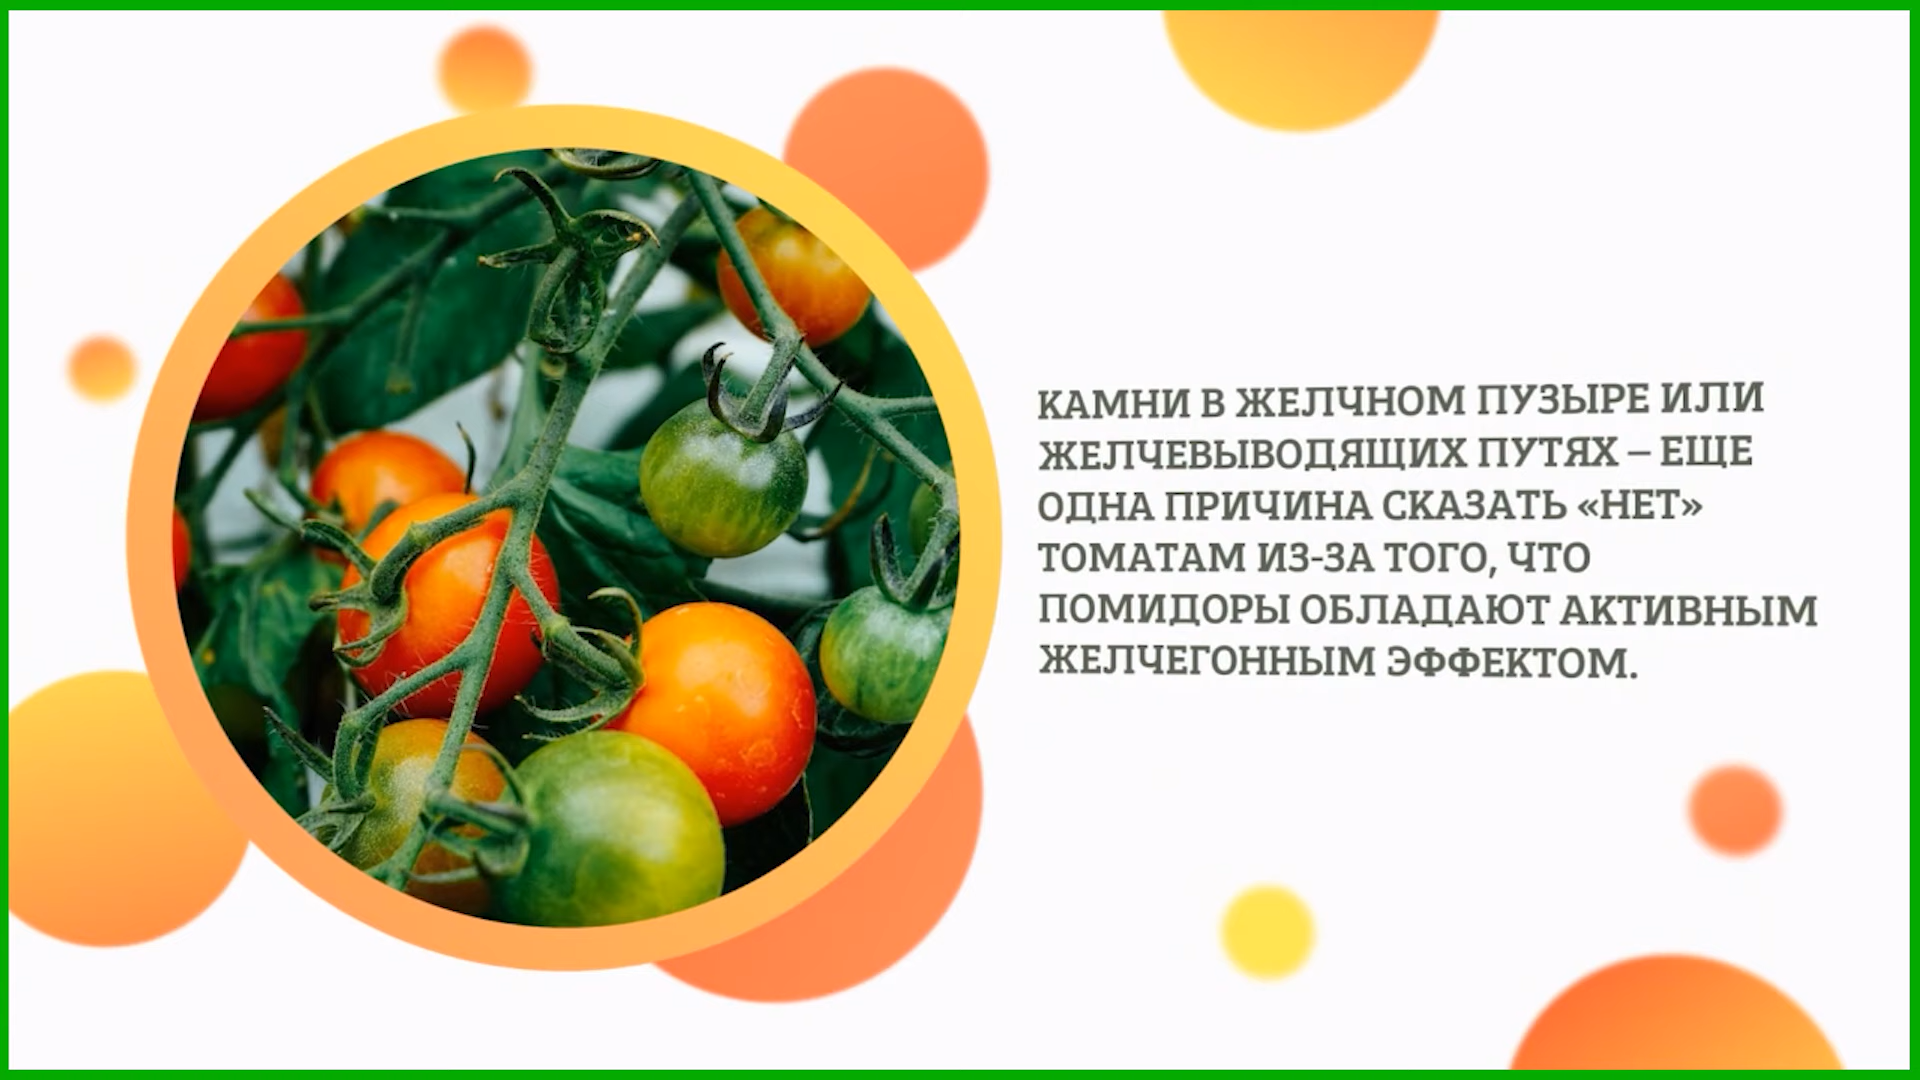 КАМНИ В ЖЕЛЧНОМ ПУЗЫРЕ ИЛИ
ЖЕЛЧЕВЫВОДЯЩИХ ПУТЯХ – ЕЩЕ
ОДНА ПРИЧИНА СКАЗАТЬ «НЕТ»
ТОМАТАМ ИЗ-ЗА ТОГО, ЧТО
ПОМИДОРЫ ОБЛАДАЮТ АКТИВНЫМ
ЖЕЛЧЕГОННЫМ ЭФФЕКТОМ.